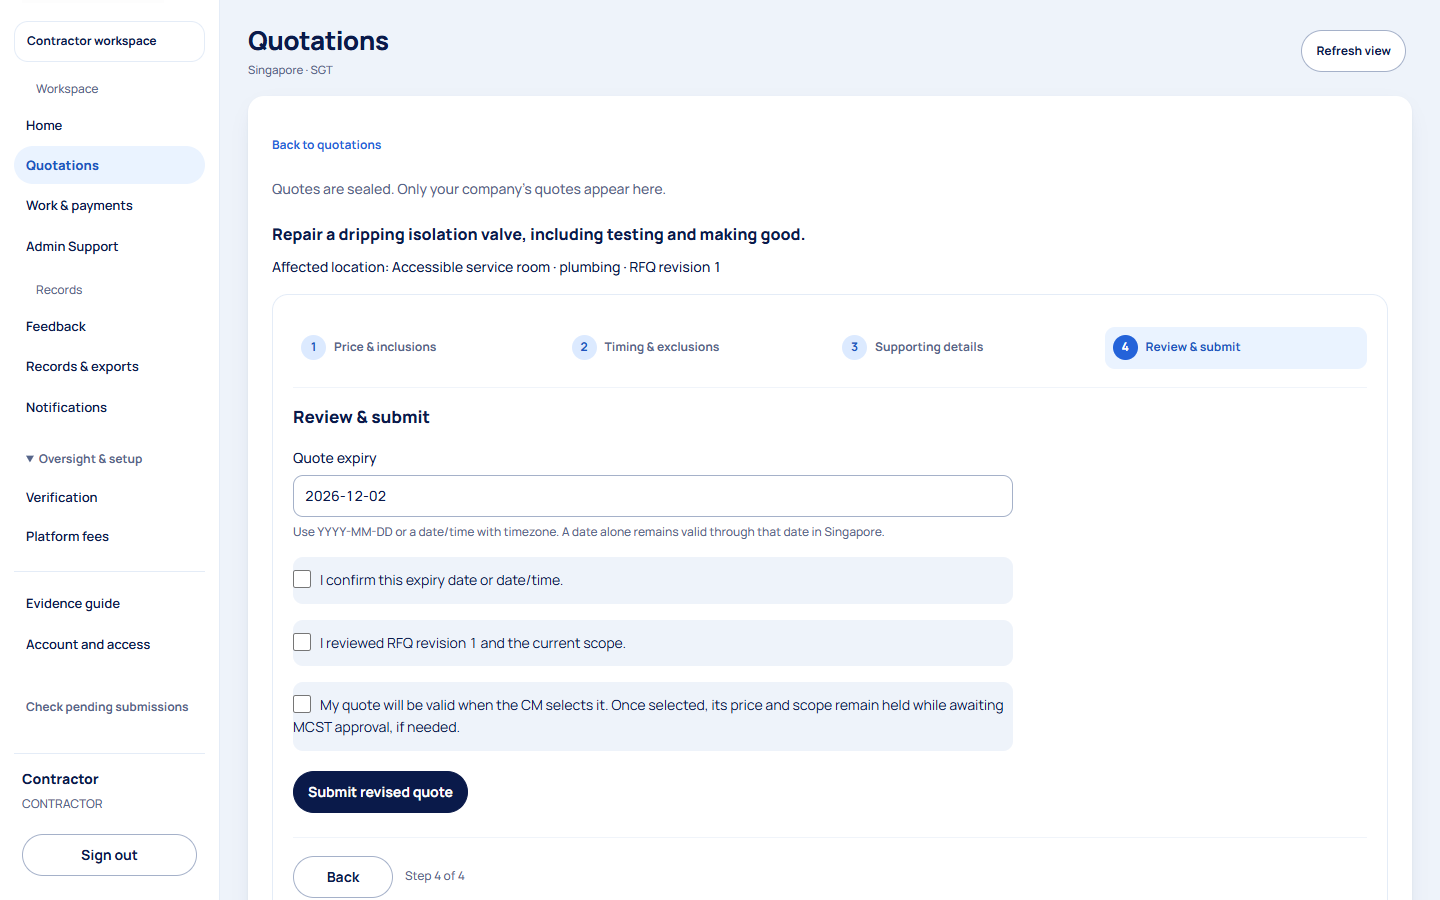 Contractor workspace
Workspace
Home
Quotations
Work & payments
Admin Support
Records
Feedback
Records & exports
Notifications
▼ Oversight & setup
Verification
Platform fees
Evidence guide
Account and access
Check pending submissions
Contractor
CONTRACTOR
Sign out
Quotations
Singapore · SGT
Refresh view
Back to quotations
Quotes are sealed. Only your company's quotes appear here.
Repair a dripping isolation valve, including testing and making good.
Affected location: Accessible service room · plumbing · RFQ revision 1
1 Price & inclusions
2 Timing & exclusions
3 Supporting details
4 Review & submit
Review & submit
Quote expiry
2026-12-02
Use YYYY-MM-DD or a date/time with timezone. A date alone remains valid through that date in Singapore.
I confirm this expiry date or date/time.
I reviewed RFQ revision 1 and the current scope.
My quote will be valid when the CM selects it. Once selected, its price and scope remain held while awaiting
MCST approval, if needed.
Submit revised quote
Back
Step 4 of 4